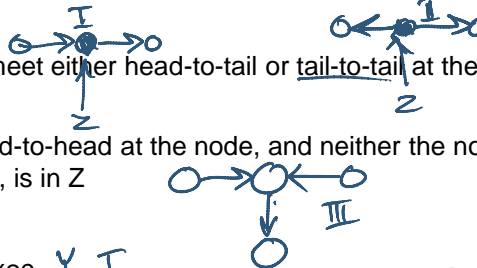 I
neet either head-to-tail or tail-to-tail at the
Z
Z
d-to-head at the node, and neither the no
, is in Z
III